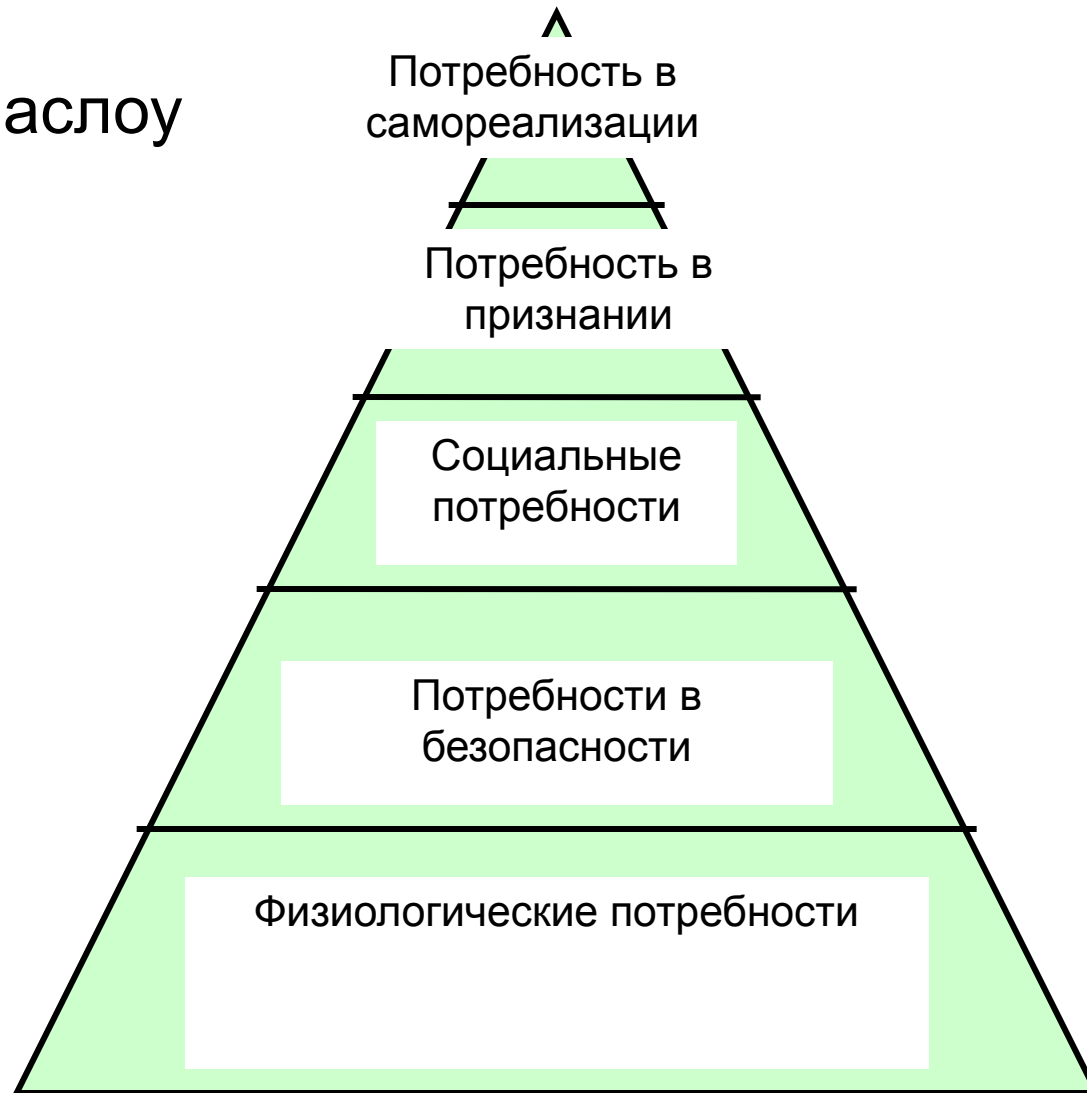 Потребность в
самореализации
аслоу
Потребность в
признании
Социальные
потребности
Потребности в
безопасности
Физиологические потребности